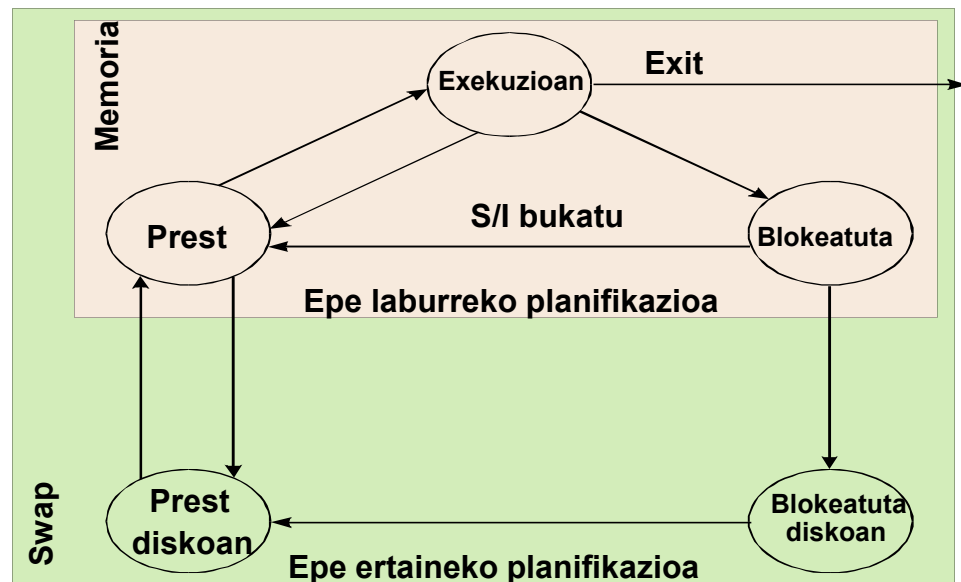 Memoria
Exekuzioan
Exit
Prest
S/I bukatu
Blokeatuta
Epe laburreko planifikazioa
Swap
Prest
diskoan
Blokeatuta
diskoan
Epe ertaineko planifikazioa